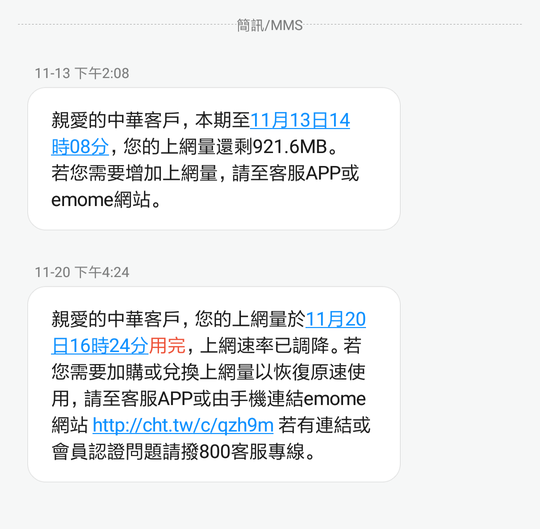 簡訊/MMS
11-13 下午2:08
親愛的中華客戶，本期至11月13日14
時08分，您的上網量還剩921.6MB。
若您需要增加上網量，請至客服APP或
emome網站。
11-20 下午4:24
親愛的中華客戶，您的上網量於11月20
日16時24分用完，上網速率已調降。若
您需要加購或兌換上網量以恢復原速使
用，請至客服APP或由手機連結emome
網站 http://cht.tw/c/qzh9m 若有連結或
會員認證問題請撥800客服專線。